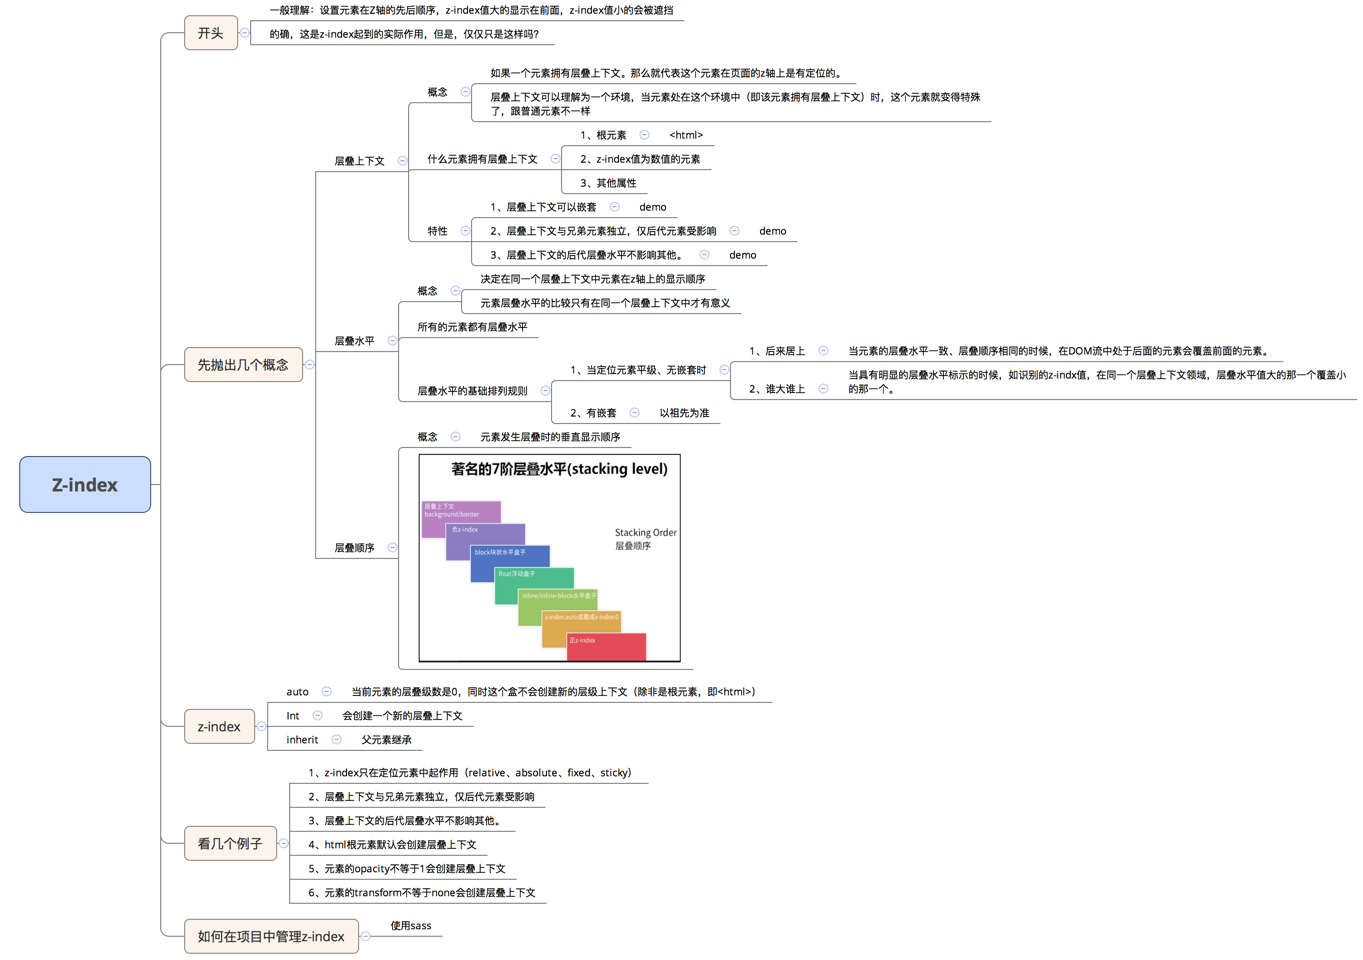 Z-index
开头
一般理解：设置元素在Z轴的先后顺序，z-index值大的显示在前面，z-index值小的会被遮挡
的确，这是z-index起到的实际作用，但是，仅仅只是这样吗？
先抛出几个概念
层叠上下文
概念
如果一个元素拥有层叠上下文。那么就代表这个元素在页面的z轴上是有定位的。
层叠上下文可以理解为一个环境，当元素处在这个环境中（即该元素拥有层叠上下文）时，这个元素就变得特殊
了，跟普通元素不一样
什么元素拥有层叠上下文
1、根元素
<html>
2、z-index值为数值的元素
3、其他属性
特性
1、层叠上下文可以嵌套
demo
2、层叠上下文与兄弟元素独立，仅后代元素受影响
demo
3、层叠上下文的后代层叠水平不影响其他。
demo
层叠水平
概念
决定在同一个层叠上下文中元素在z轴上的显示顺序
元素层叠水平的比较只有在同一个层叠上下文中才有意义
所有的元素都有层叠水平
层叠水平的基础排列规则
1、当定位元素平级、无嵌套时
1、后来居上
当元素的层叠水平一致、层叠顺序相同的时候，在DOM流中处于后面的元素会覆盖前面的元素。
2、谁大谁上
当具有明显的层叠水平标示的时候，如识别的z-indx值，在同一个层叠上下文领域，层叠水平值大的那一个覆盖小
的那一个。
2、有嵌套
以祖先为准
层叠顺序
概念
元素发生层叠时的垂直显示顺序
著名的7阶层叠水平(stacking level)
层叠上下文
background/border
负z-index
block块状水平盒子
float浮动盒子
inline/inline-block水平盒子
z-index:auto或看成z-index:0
正z-index
Stacking Order
层叠顺序
z-index
auto
当前元素的层叠级数是0，同时这个盒不会创建新的层级上下文（除非是根元素，即<html>）
Int
会创建一个新的层叠上下文
inherit
父元素继承
看几个例子
1、z-index只在定位元素中起作用（relative、absolute、fixed、sticky）
2、层叠上下文与兄弟元素独立，仅后代元素受影响
3、层叠上下文的后代层叠水平不影响其他。
4、html根元素默认会创建层叠上下文
5、元素的opacity不等于1会创建层叠上下文
6、元素的transform不等于none会创建层叠上下文
如何在项目中管理z-index
使用sass